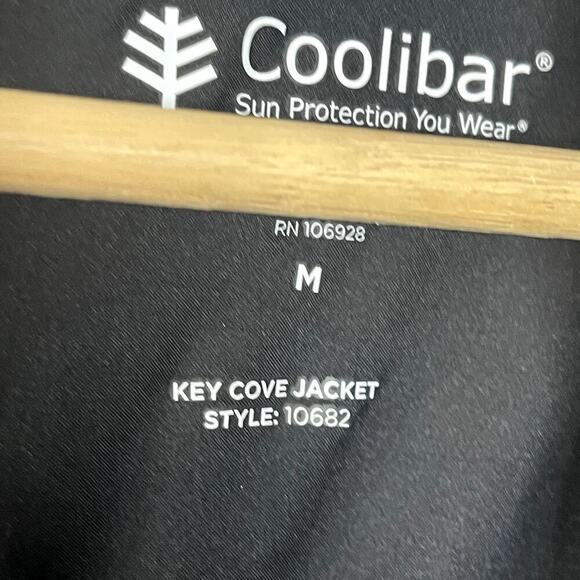 Coolibar®
Sun Protection You Wear®
RN 106928
M
KEY COVE JACKET
STYLE: 10682